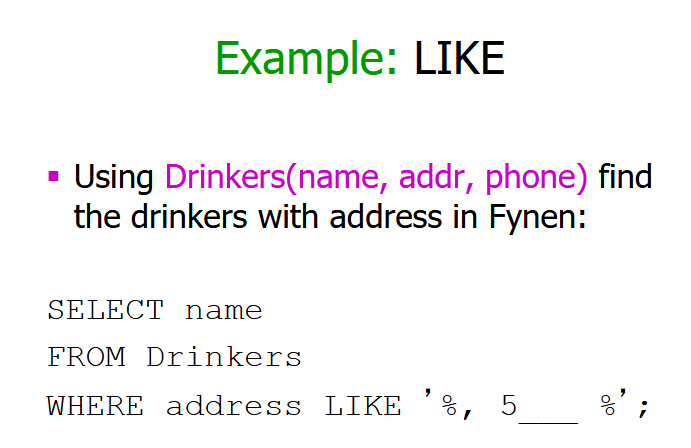 Example: LIKE
▪ Using Drinkers(name, addr, phone) find
the drinkers with address in Fynen:
SELECT name
FROM Drinkers
WHERE address LIKE ’%, 5___ %’;